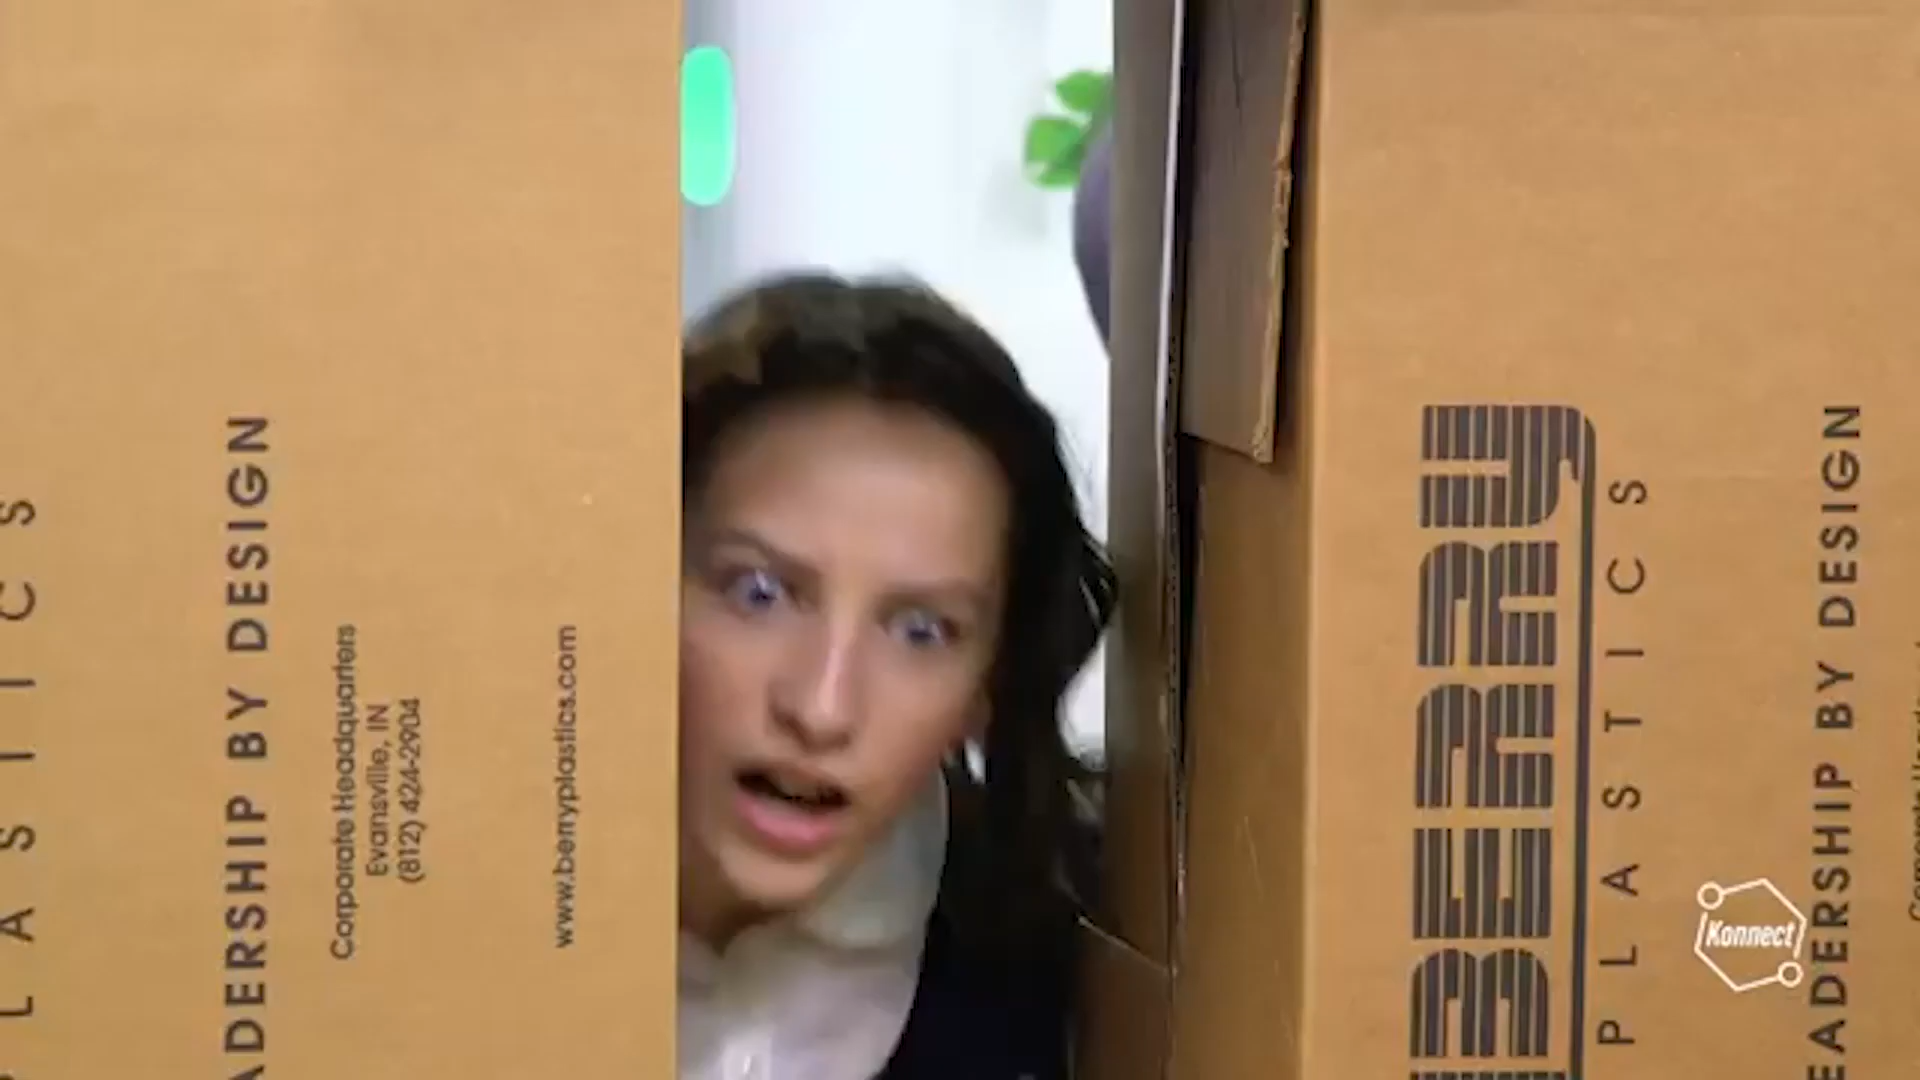 PLASTICS
LEADERSHIP BY DESIGN
Corporate Headquarters
Evansville, IN
(812) 424-2904
www.berryplastics.com
BERRY
PLASTICS
LEADERSHIP BY DESIGN
Konnect